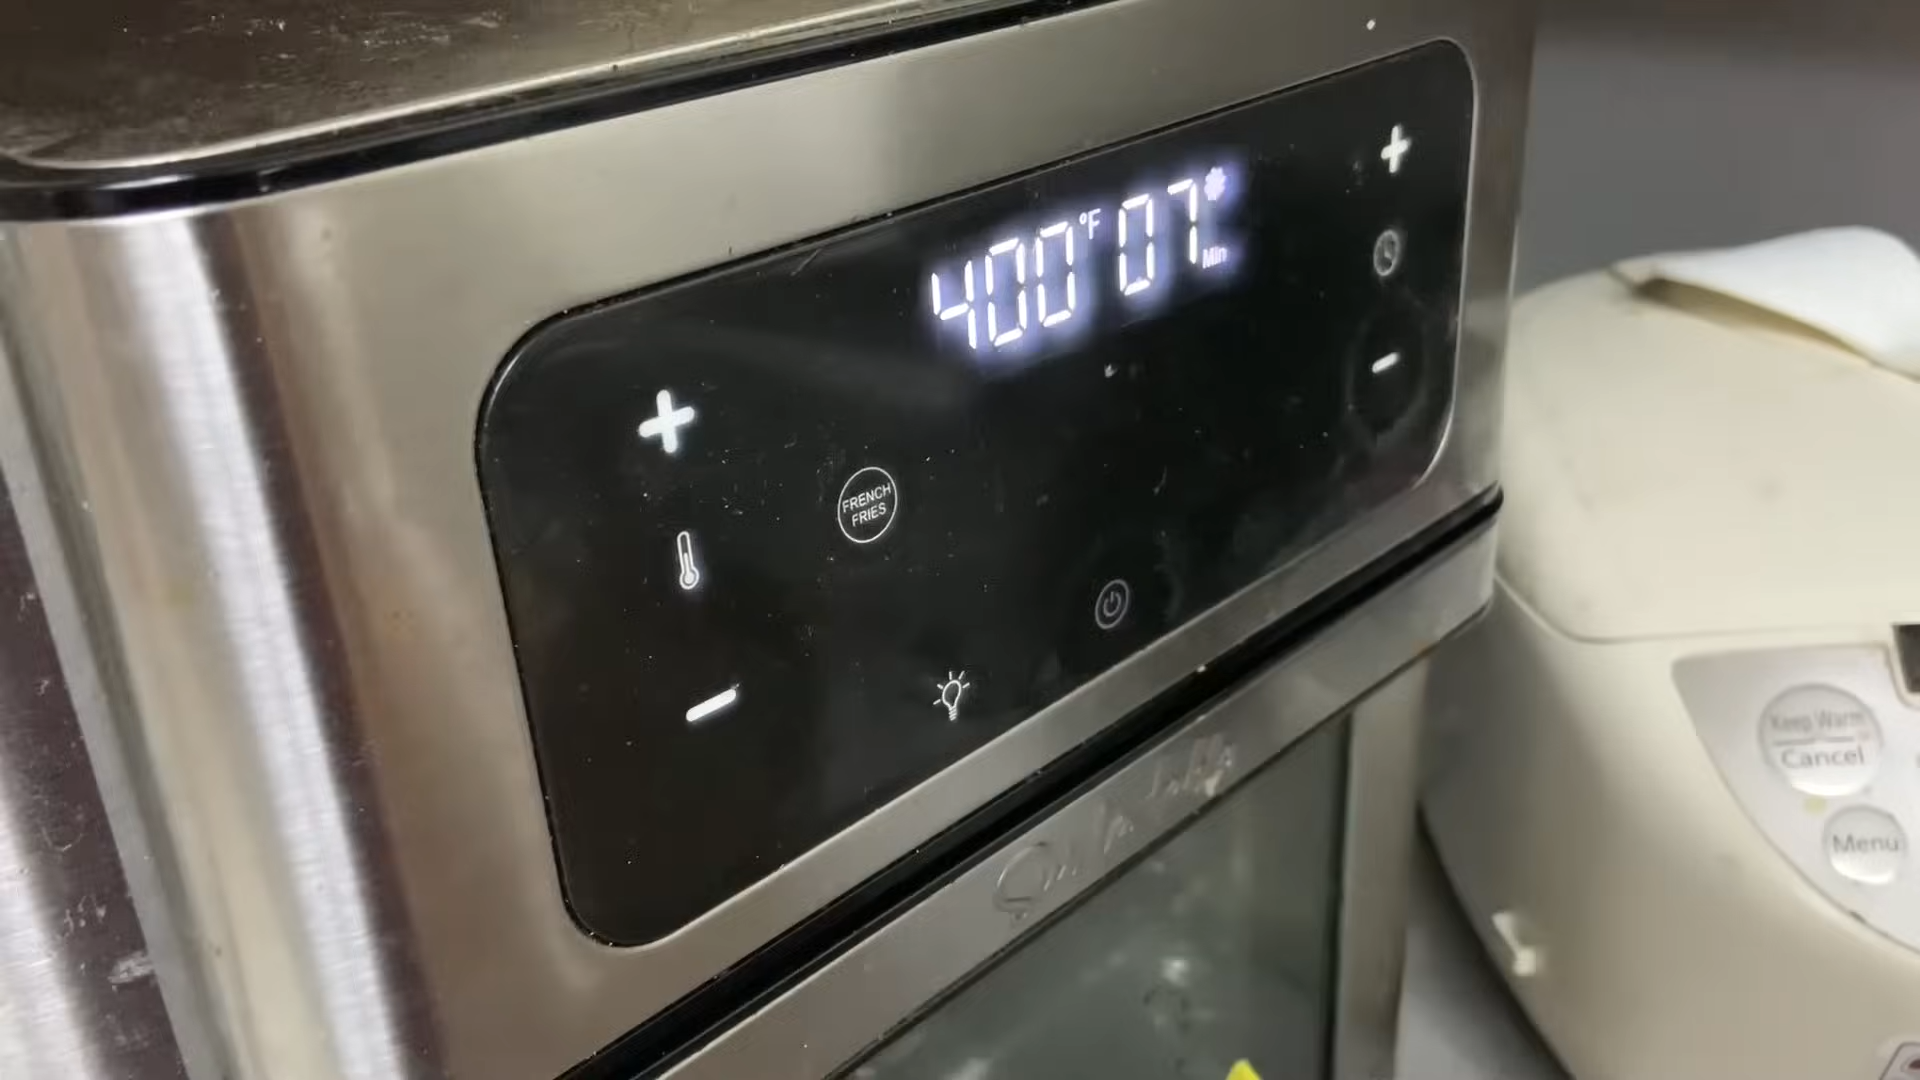 400°F 07 Min
FRENCH
FRIES
Keep Warm
Cancel
Menu